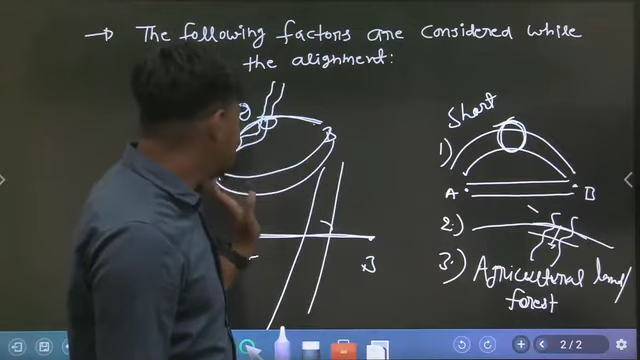 → The following factors are considered while
the alignment:
Short
1)
A B
2.)
3.) Agricultural land/
forest
B
.B
2/2